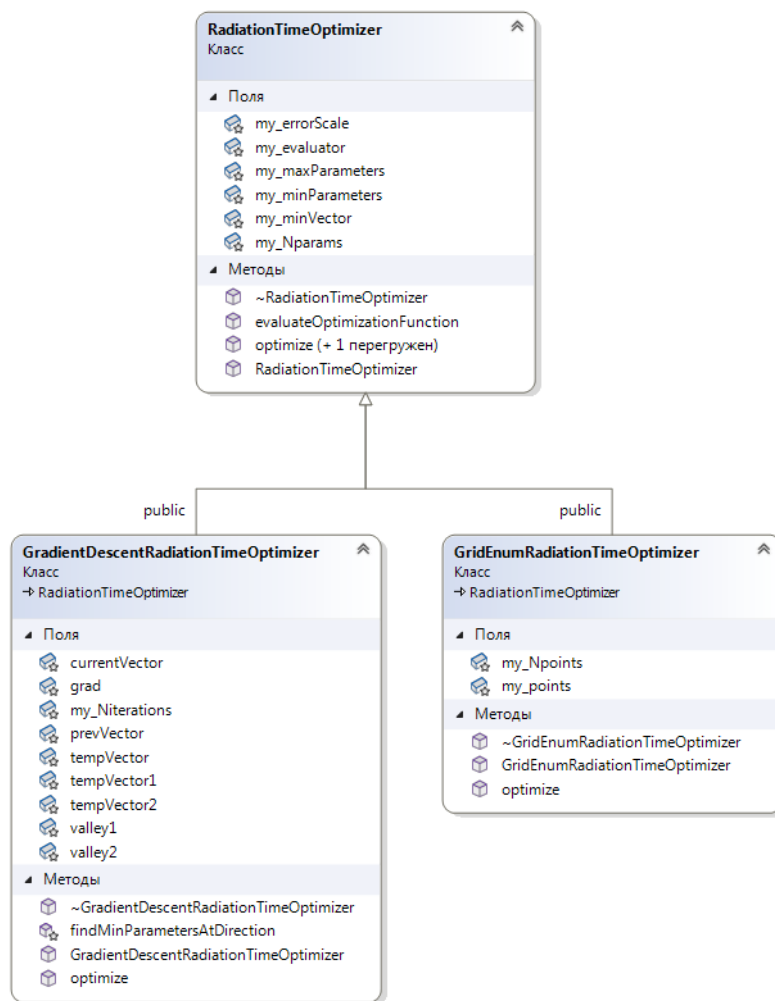 RadiationTimeOptimizer
Класс
Поля
my_errorScale
my_evaluator
my_maxParameters
my_minParameters
my_minVector
my_Nparams
Методы
~RadiationTimeOptimizer
evaluateOptimizationFunction
optimize (+ 1 перегружен)
RadiationTimeOptimizer
public
public
GradientDescentRadiationTimeOptimizer
Класс
RadiationTimeOptimizer
Поля
currentVector
grad
my_Niterations
prevVector
tempVector
tempVector1
tempVector2
valley1
valley2
Методы
~GradientDescentRadiationTimeOptimizer
findMinParametersAtDirection
GradientDescentRadiationTimeOptimizer
optimize
GridEnumRadiationTimeOptimizer
Класс
RadiationTimeOptimizer
Поля
my_Npoints
my_points
Методы
~GridEnumRadiationTimeOptimizer
GridEnumRadiationTimeOptimizer
optimize